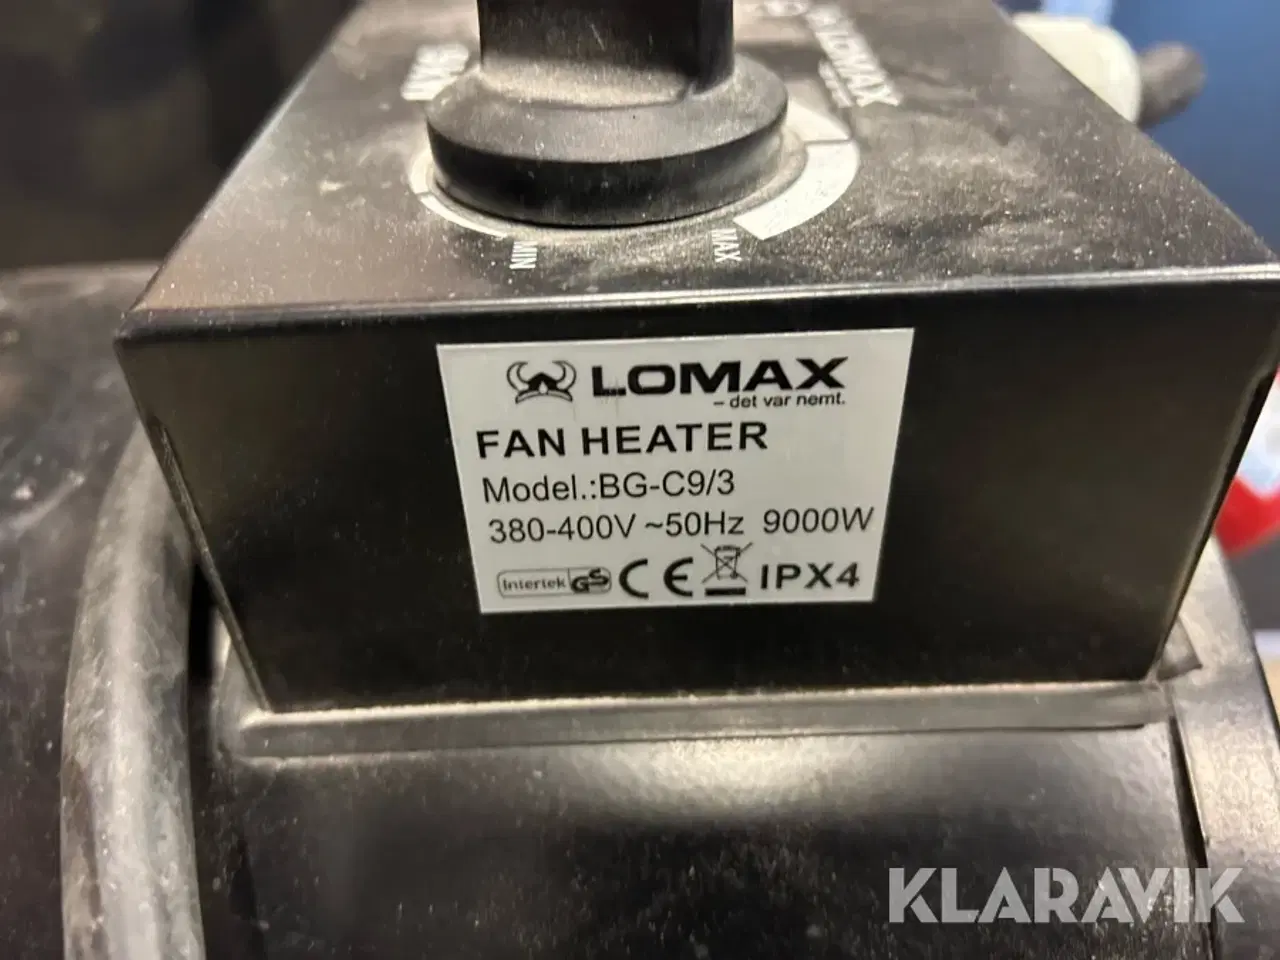 LOMAX
MIN
MAX
LOMAX
– det var nemt.
FAN HEATER
Model.:BG-C9/3
380-400V ~50Hz 9000W
Intertek GS CE IPX4
KLARAVIK